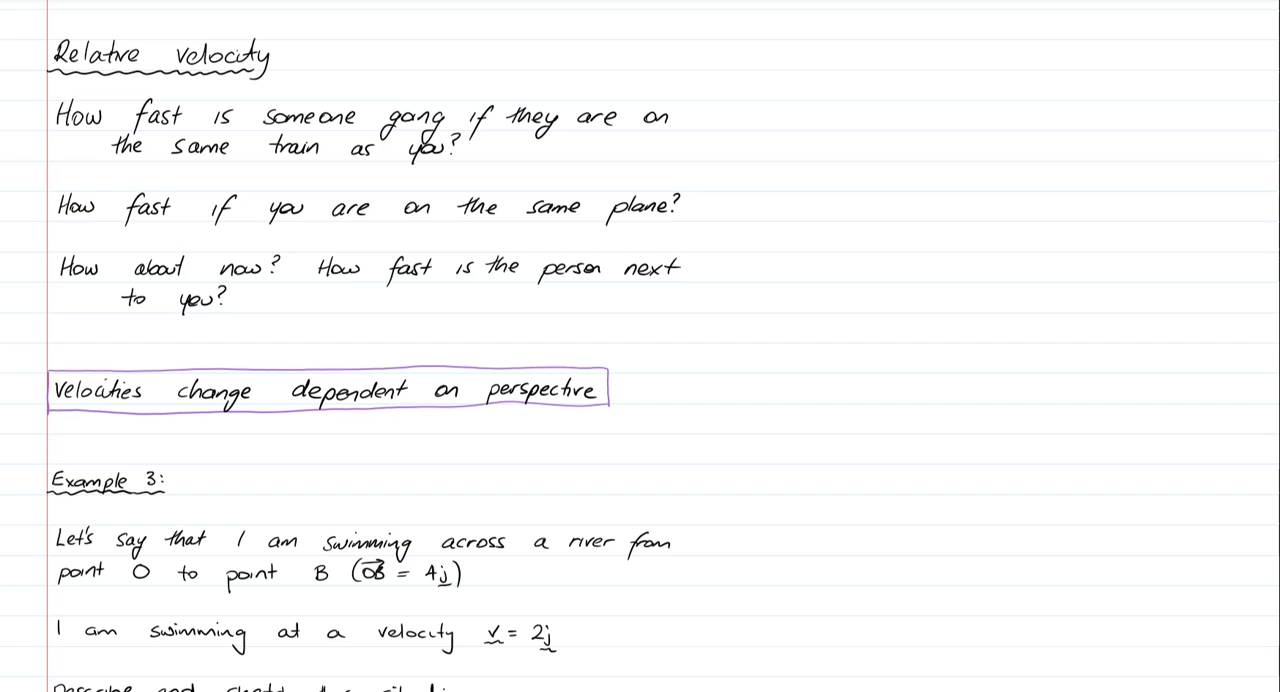 Relative velocity
How fast is someone going if they are on
the same train as you?
How fast if you are on the same plane?
How about now? How fast is the person next
to you?
Velocities change dependent on perspective
Example 3:
Let's say that I am swimming across a river from
point O to point B (O⃗B⃗ = 4j)
I am swimming at a velocity v = 2j
Describe and